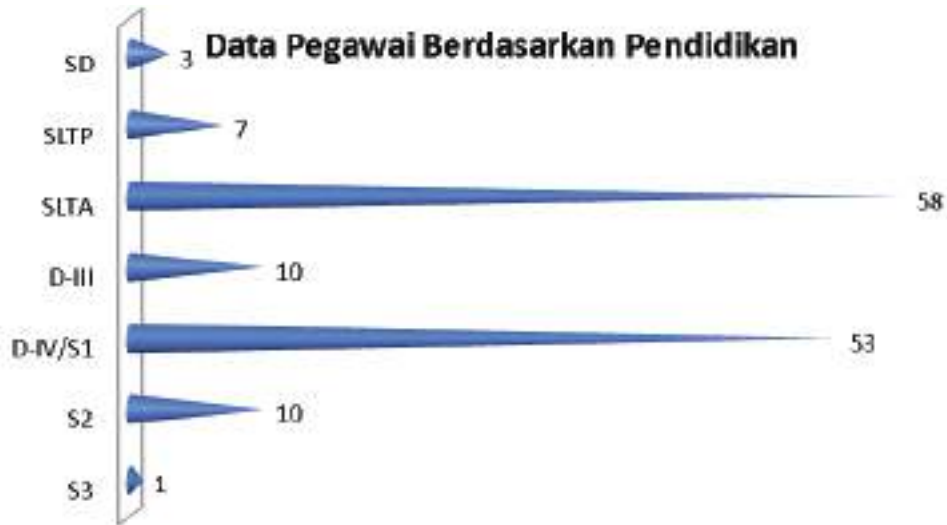 Data Pegawai Berdasarkan Pendidikan
SD 3
SLTP 7
SLTA 58
D-III 10
D-IV/S1 53
S2 10
S3 1